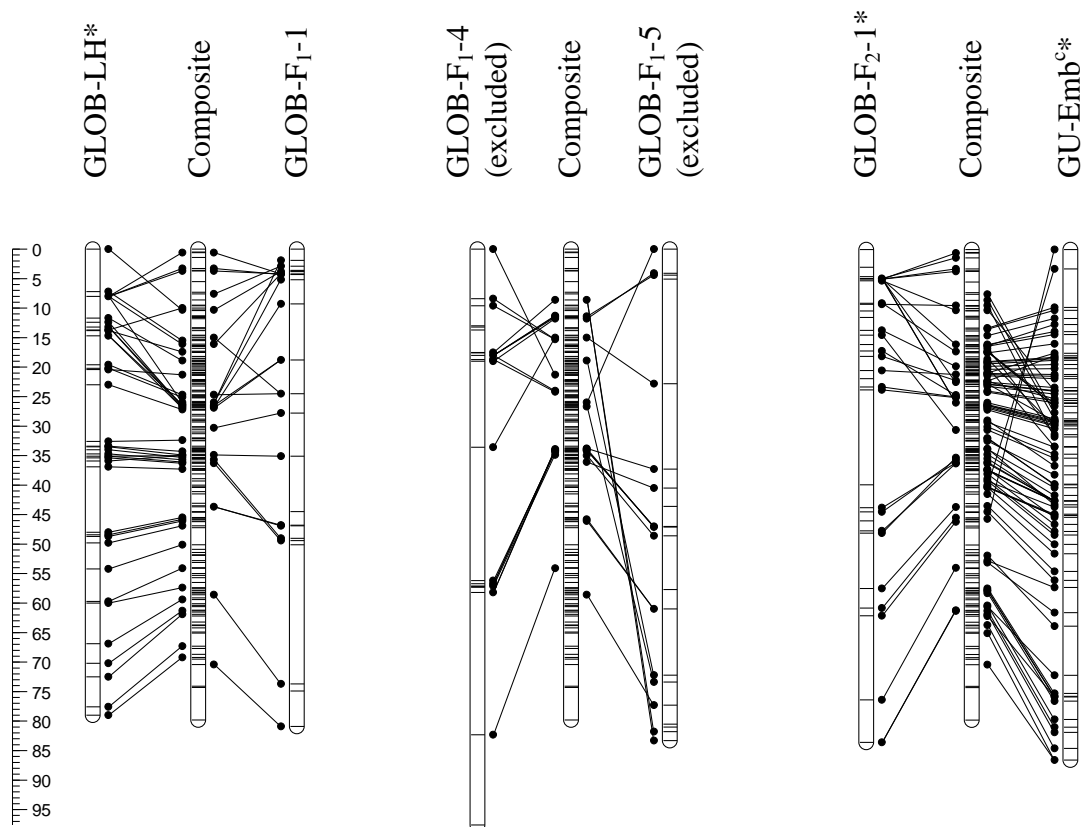 GLOB-LH*
Composite
GLOB-F₁-1
GLOB-F₁-4
(excluded)
Composite
GLOB-F₁-5
(excluded)
GLOB-F₂-1*
Composite
GU-Embᶜ*
0
5
10
15
20
25
30
35
40
45
50
55
60
65
70
75
80
85
90
95